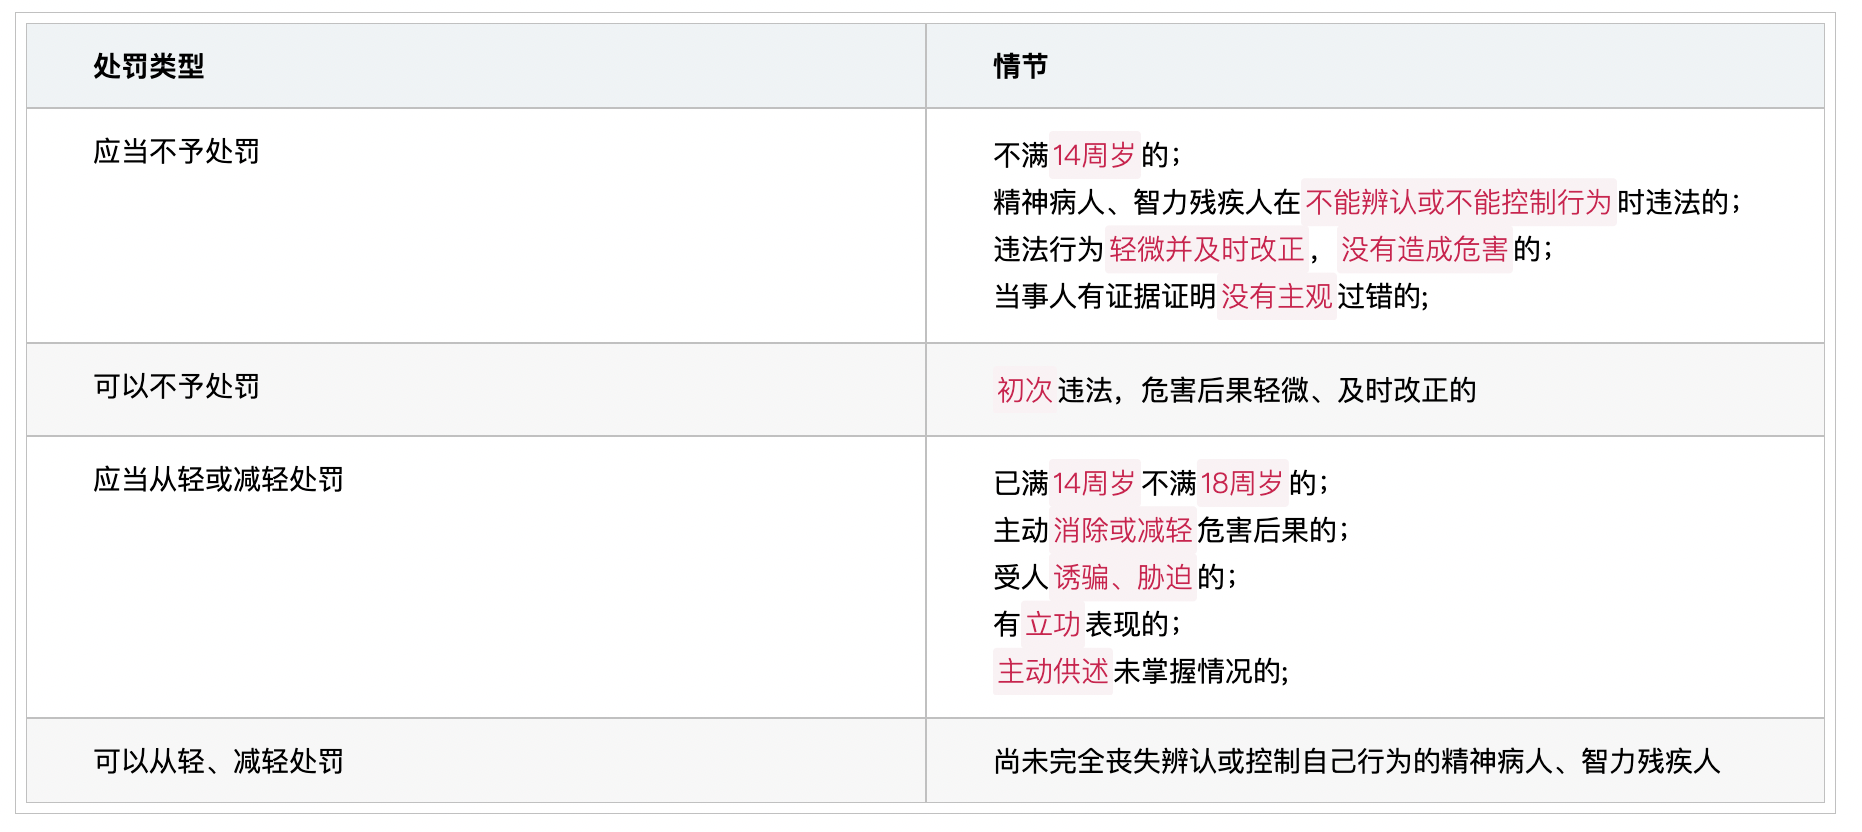 处罚类型
情节
应当不予处罚
不满14周岁的；
精神病人、智力残疾人在不能辨认或不能控制行为时违法的；
违法行为轻微并及时改正，没有造成危害的；
当事人有证据证明没有主观过错的;
可以不予处罚
初次违法，危害后果轻微、及时改正的
应当从轻或减轻处罚
已满14周岁不满18周岁的；
主动消除或减轻危害后果的；
受人诱骗、胁迫的；
有立功表现的；
主动供述未掌握情况的;
可以从轻、减轻处罚
尚未完全丧失辨认或控制自己行为的精神病人、智力残疾人